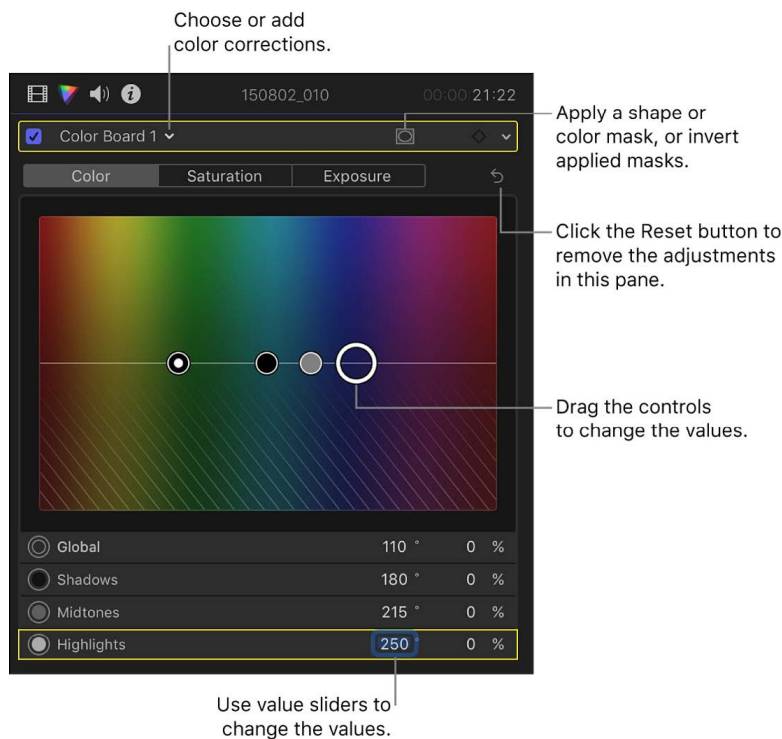 Choose or add
color corrections.
150802_010 00:00:21:22
Color Board 1
Apply a shape or
color mask, or invert
applied masks.
Color Saturation Exposure
Click the Reset button to
remove the adjustments
in this pane.
Drag the controls
to change the values.
Global 110 ° 0 %
Shadows 180 ° 0 %
Midtones 215 ° 0 %
Highlights 250 ° 0 %
Use value sliders to
change the values.